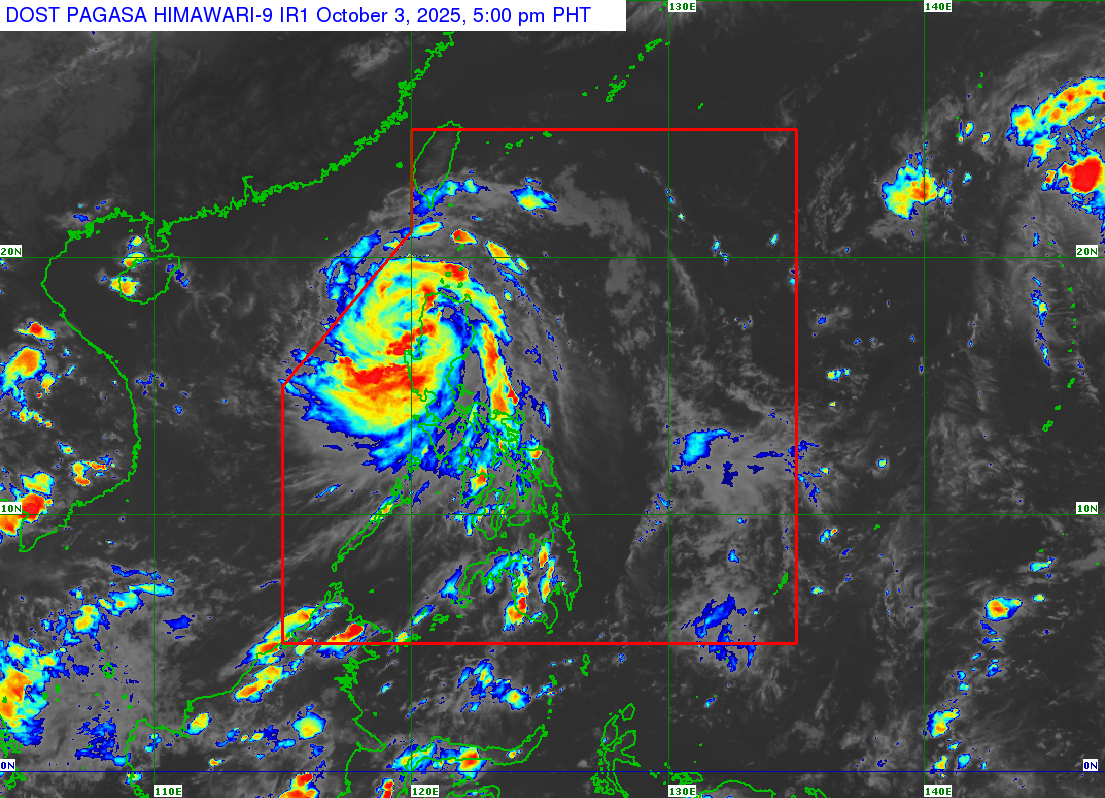 DOST PAGASA HIMAWARI-9 IR1 October 3, 2025, 5:00 pm PHT
130E 140E
20N 20N
10N 10N
0N 0N
110E 120E 130E 140E